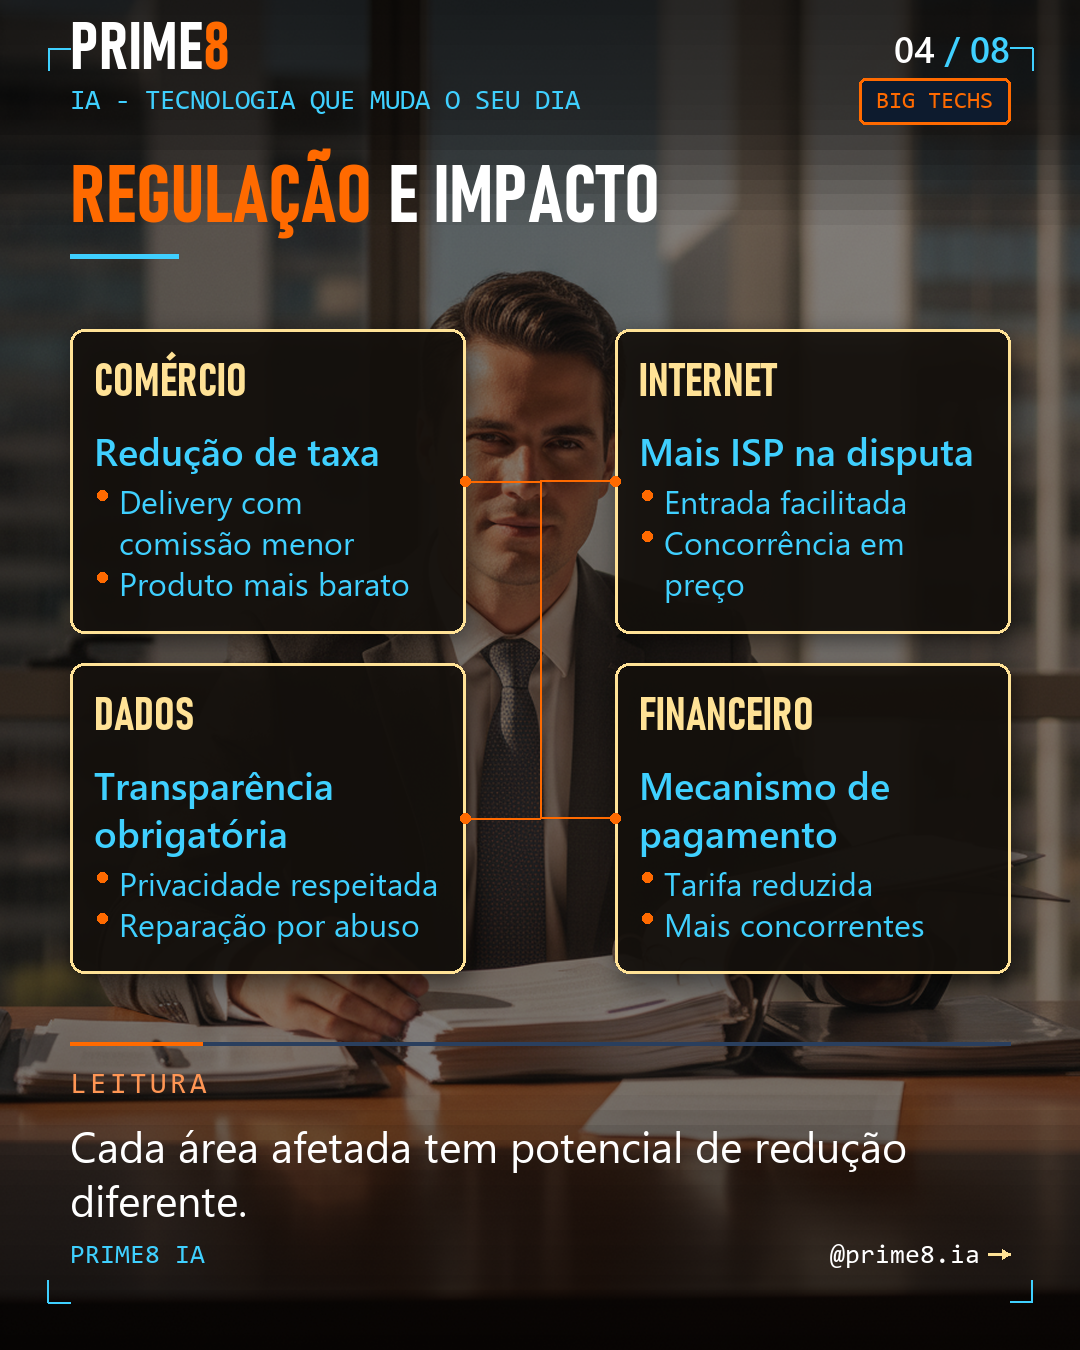 PRIME8
04 / 08
IA - TECNOLOGIA QUE MUDA O SEU DIA
BIG TECHS
REGULAÇÃO E IMPACTO
COMÉRCIO
Redução de taxa
• Delivery com
comissão menor
• Produto mais barato
INTERNET
Mais ISP na disputa
• Entrada facilitada
• Concorrência em
preço
DADOS
Transparência
obrigatória
• Privacidade respeitada
• Reparação por abuso
FINANCEIRO
Mecanismo de
pagamento
• Tarifa reduzida
• Mais concorrentes
LEITURA
Cada área afetada tem potencial de redução
diferente.
PRIME8 IA
@prime8.ia →